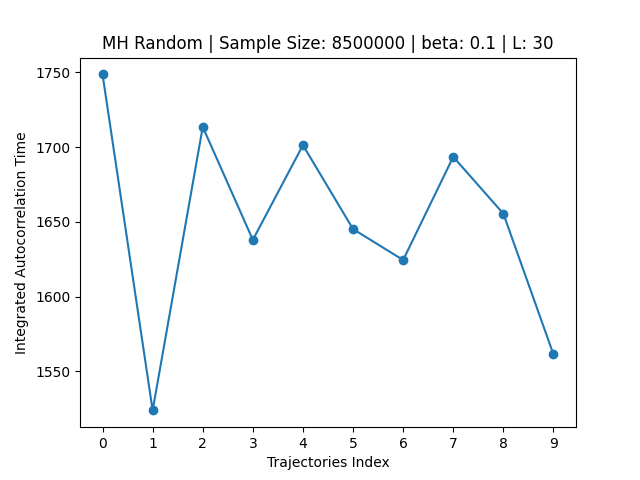 MH Random | Sample Size: 8500000 | beta: 0.1 | L: 30
Integrated Autocorrelation Time
1750
1700
1650
1600
1550
0 1 2 3 4 5 6 7 8 9
Trajectories Index